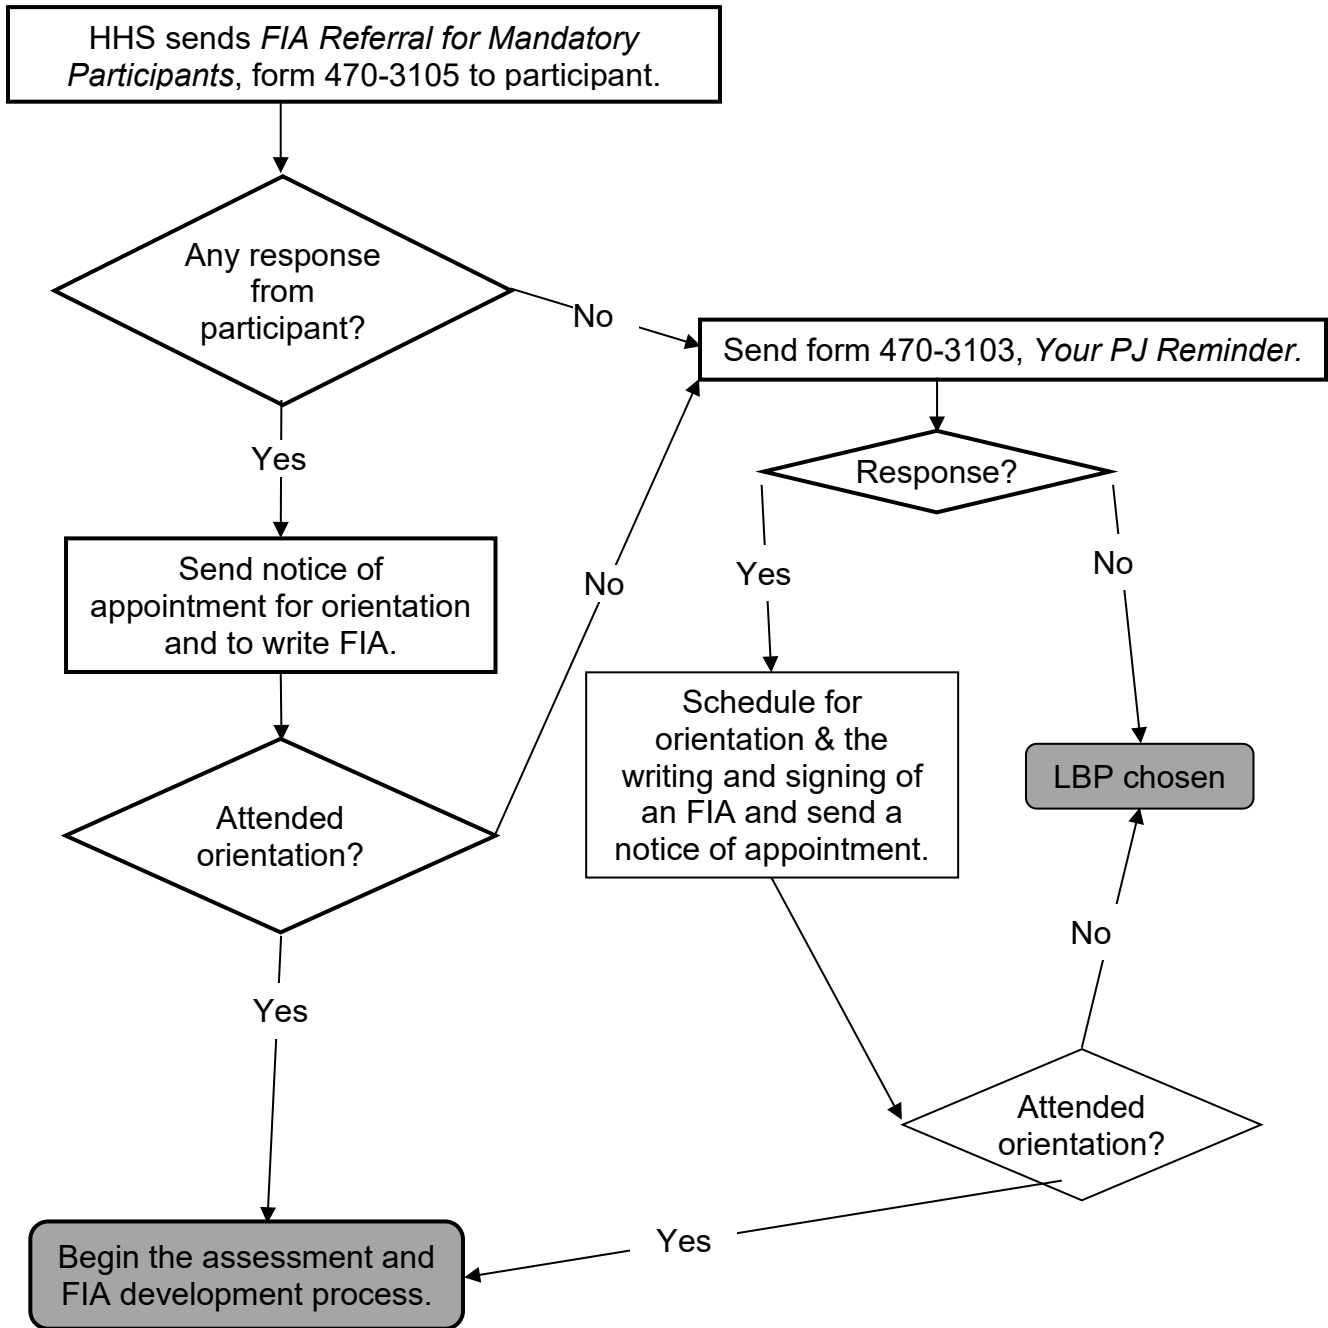 HHS sends FIA Referral for Mandatory
Participants, form 470-3105 to participant.
Any response
from
participant?
No
Send form 470-3103, Your PJ Reminder.
Yes
Response?
Send notice of
appointment for orientation
and to write FIA.
No
Yes
No
Schedule for
orientation & the
writing and signing of
an FIA and send a
notice of appointment.
LBP chosen
Attended
orientation?
No
Yes
Attended
orientation?
Yes
Begin the assessment and
FIA development process.